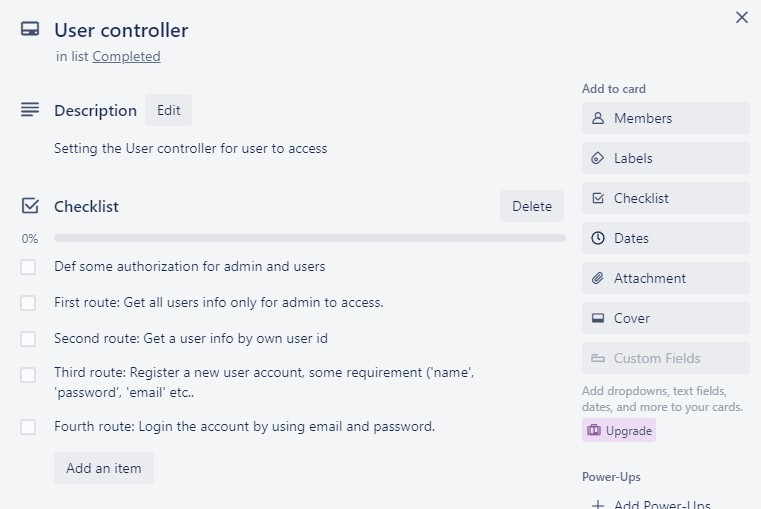 User controller
in list Completed
Description
Edit
Setting the User controller for user to access
Checklist
Delete
0%
Def some authorization for admin and users
First route: Get all users info only for admin to access.
Second route: Get a user info by own user id
Third route: Register a new user account, some requirement ('name',
'password', 'email' etc..
Fourth route: Login the account by using email and password.
Add an item
Add to card
Members
Labels
Checklist
Dates
Attachment
Cover
Custom Fields
Add dropdowns, text fields,
dates, and more to your cards.
Upgrade
Power-Ups
Add Power-Ups